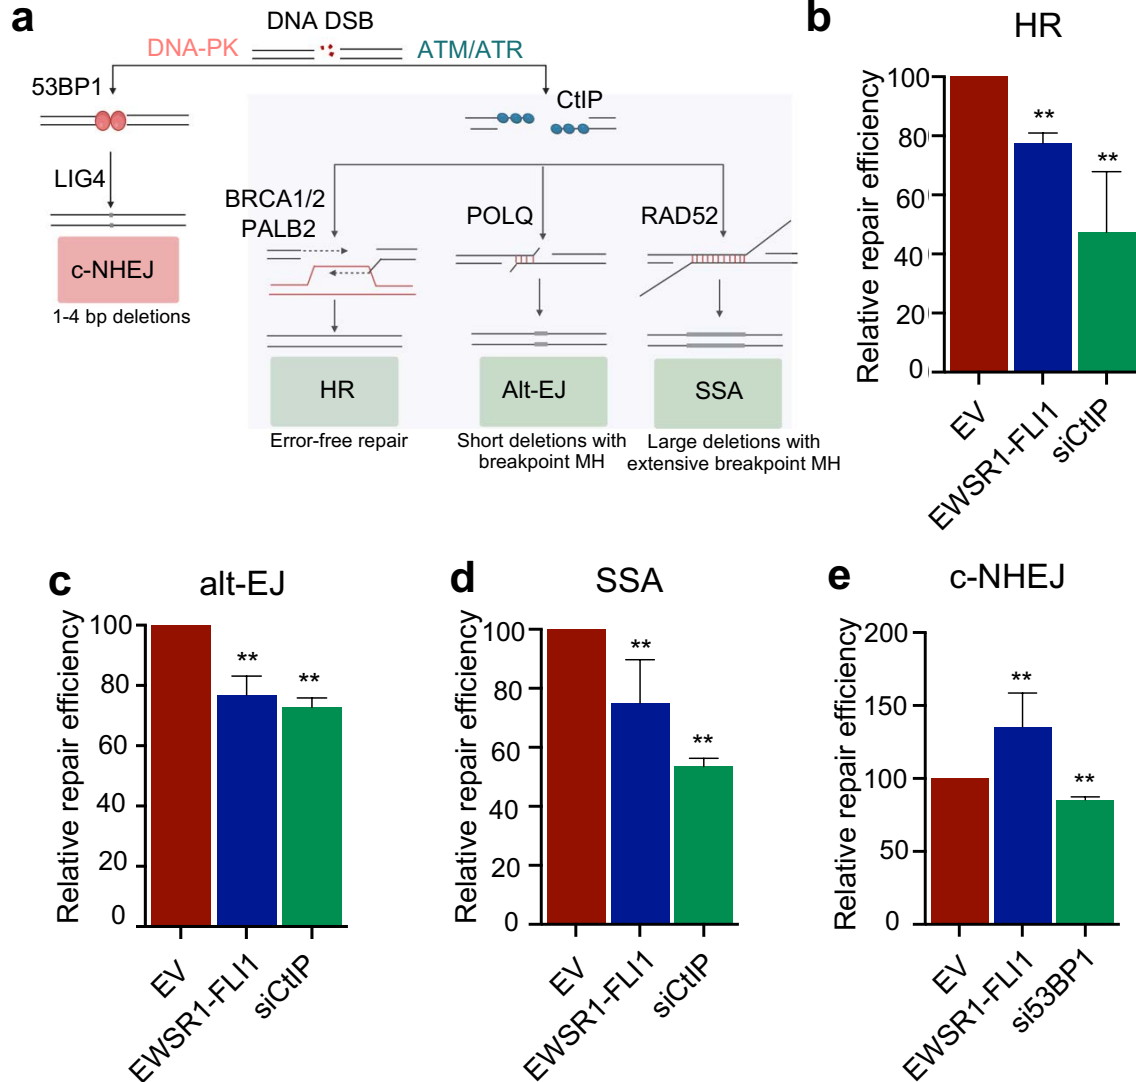 a
DNA DSB
DNA-PK
ATM/ATR
53BP1
CtIP
LIG4
BRCA1/2
PALB2
POLQ
RAD52
c-NHEJ
1-4 bp deletions
HR
Alt-EJ
SSA
Error-free repair
Short deletions with
breakpoint MH
Large deletions with
extensive breakpoint MH
b
HR
Relative repair efficiency
100
80
60
40
20
0
**
**
EV
EWSR1-FLI1
siCtIP
c
alt-EJ
Relative repair efficiency
100
80
60
40
20
0
**
**
EV
EWSR1-FLI1
siCtIP
d
SSA
Relative repair efficiency
100
80
60
40
20
0
**
**
EV
EWSR1-FLI1
siCtIP
e
c-NHEJ
Relative repair efficiency
200
150
100
50
0
**
**
EV
EWSR1-FLI1
si53BP1